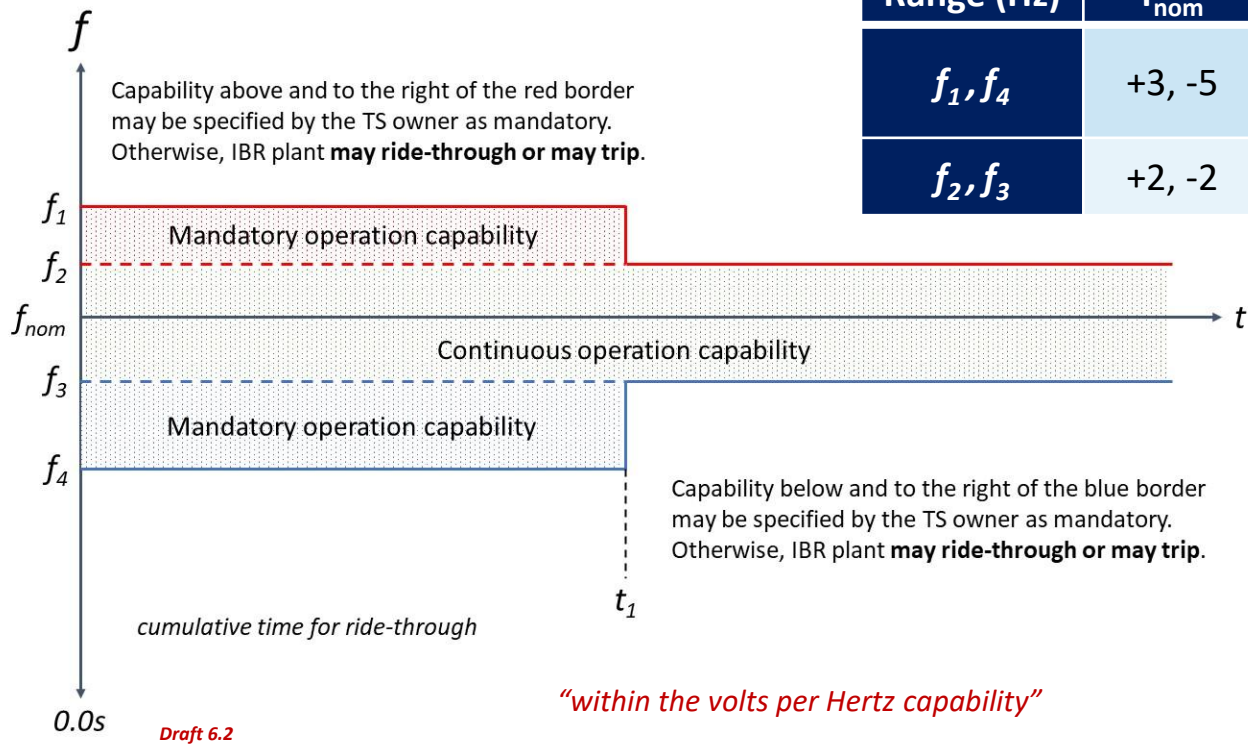 Range (Hz)
f
nom
f
Capability above and to the right of the red border
may be specified by the TS owner as mandatory.
Otherwise, IBR plant may ride-through or may trip.
f1, f4
+3, -5
f2, f3
+2, -2
f1
Mandatory operation capability
f2
fnom
t
Continuous operation capability
f3
Mandatory operation capability
f4
Capability below and to the right of the blue border
may be specified by the TS owner as mandatory.
Otherwise, IBR plant may ride-through or may trip.
t1
cumulative time for ride-through
“within the volts per Hertz capability”
0.0s
Draft 6.2